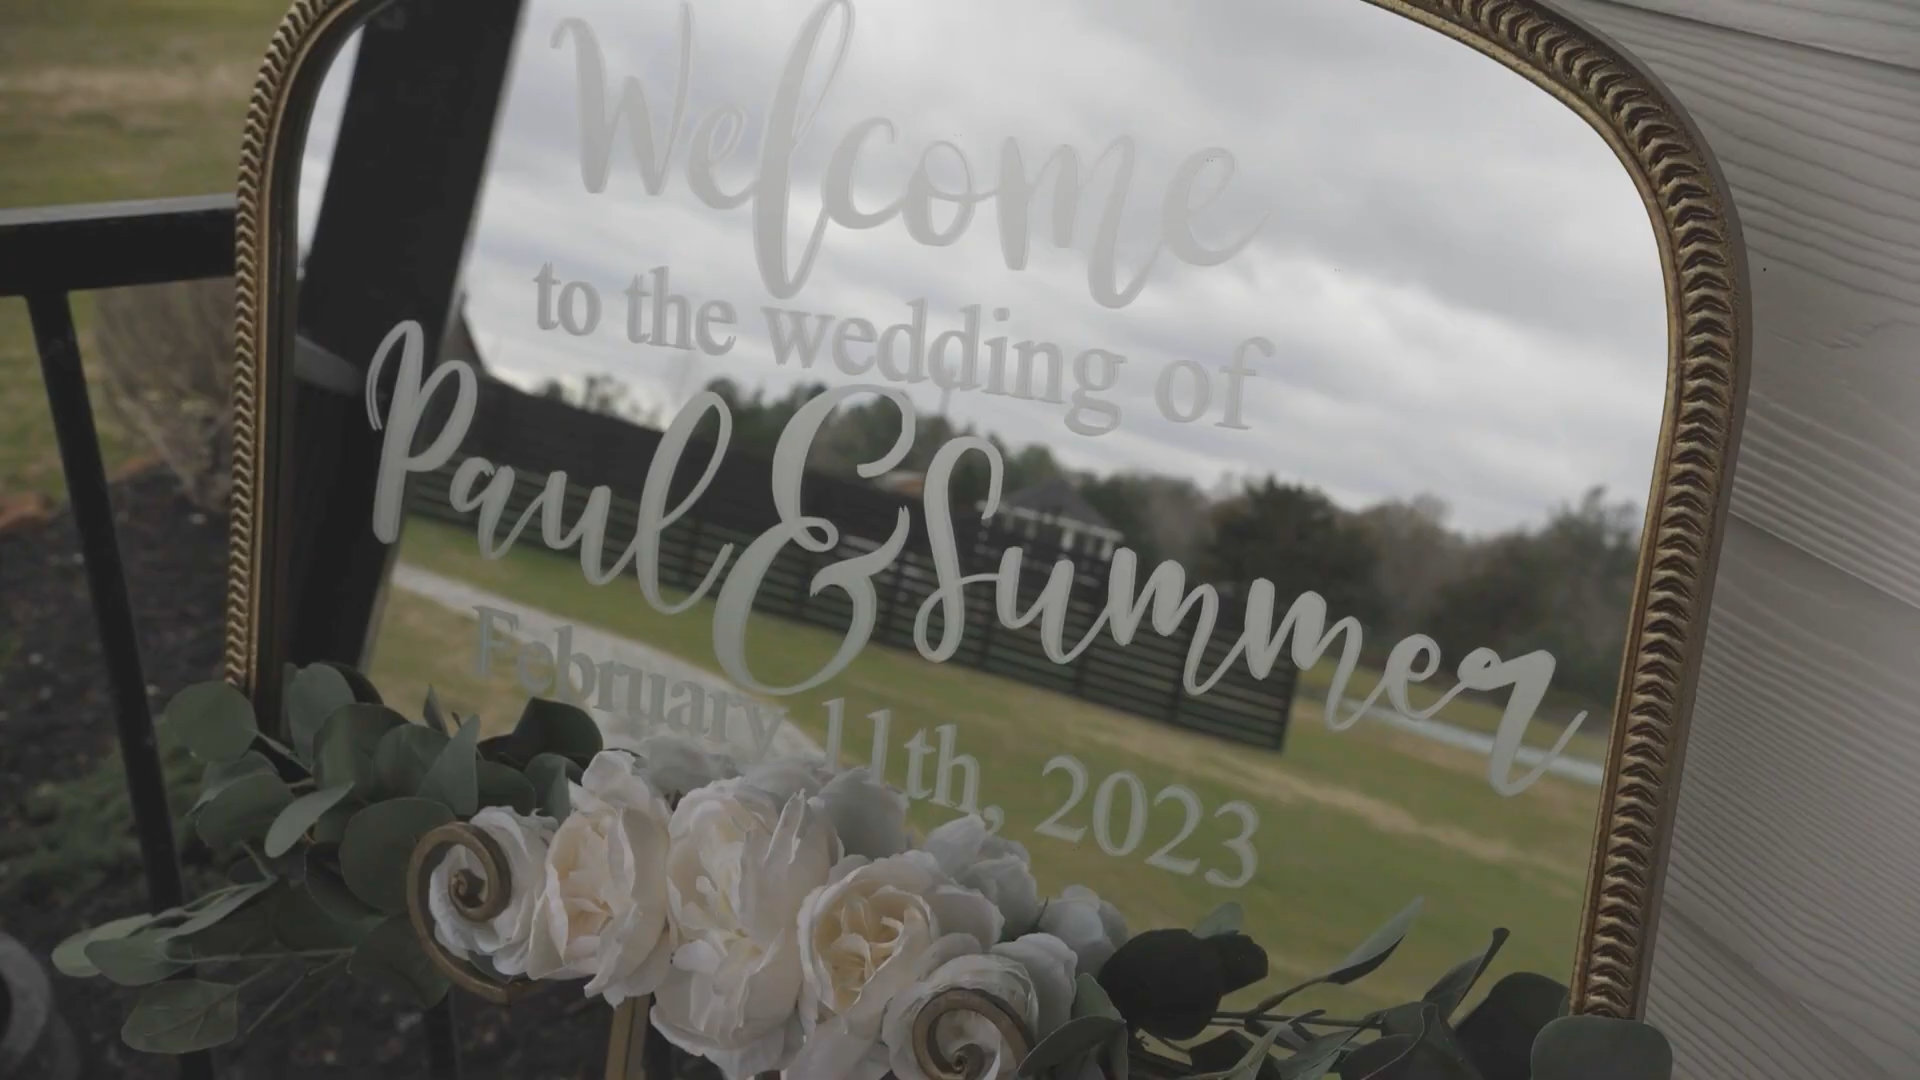 Welcome
to the wedding of
Paul & Summer
February 11th, 2023